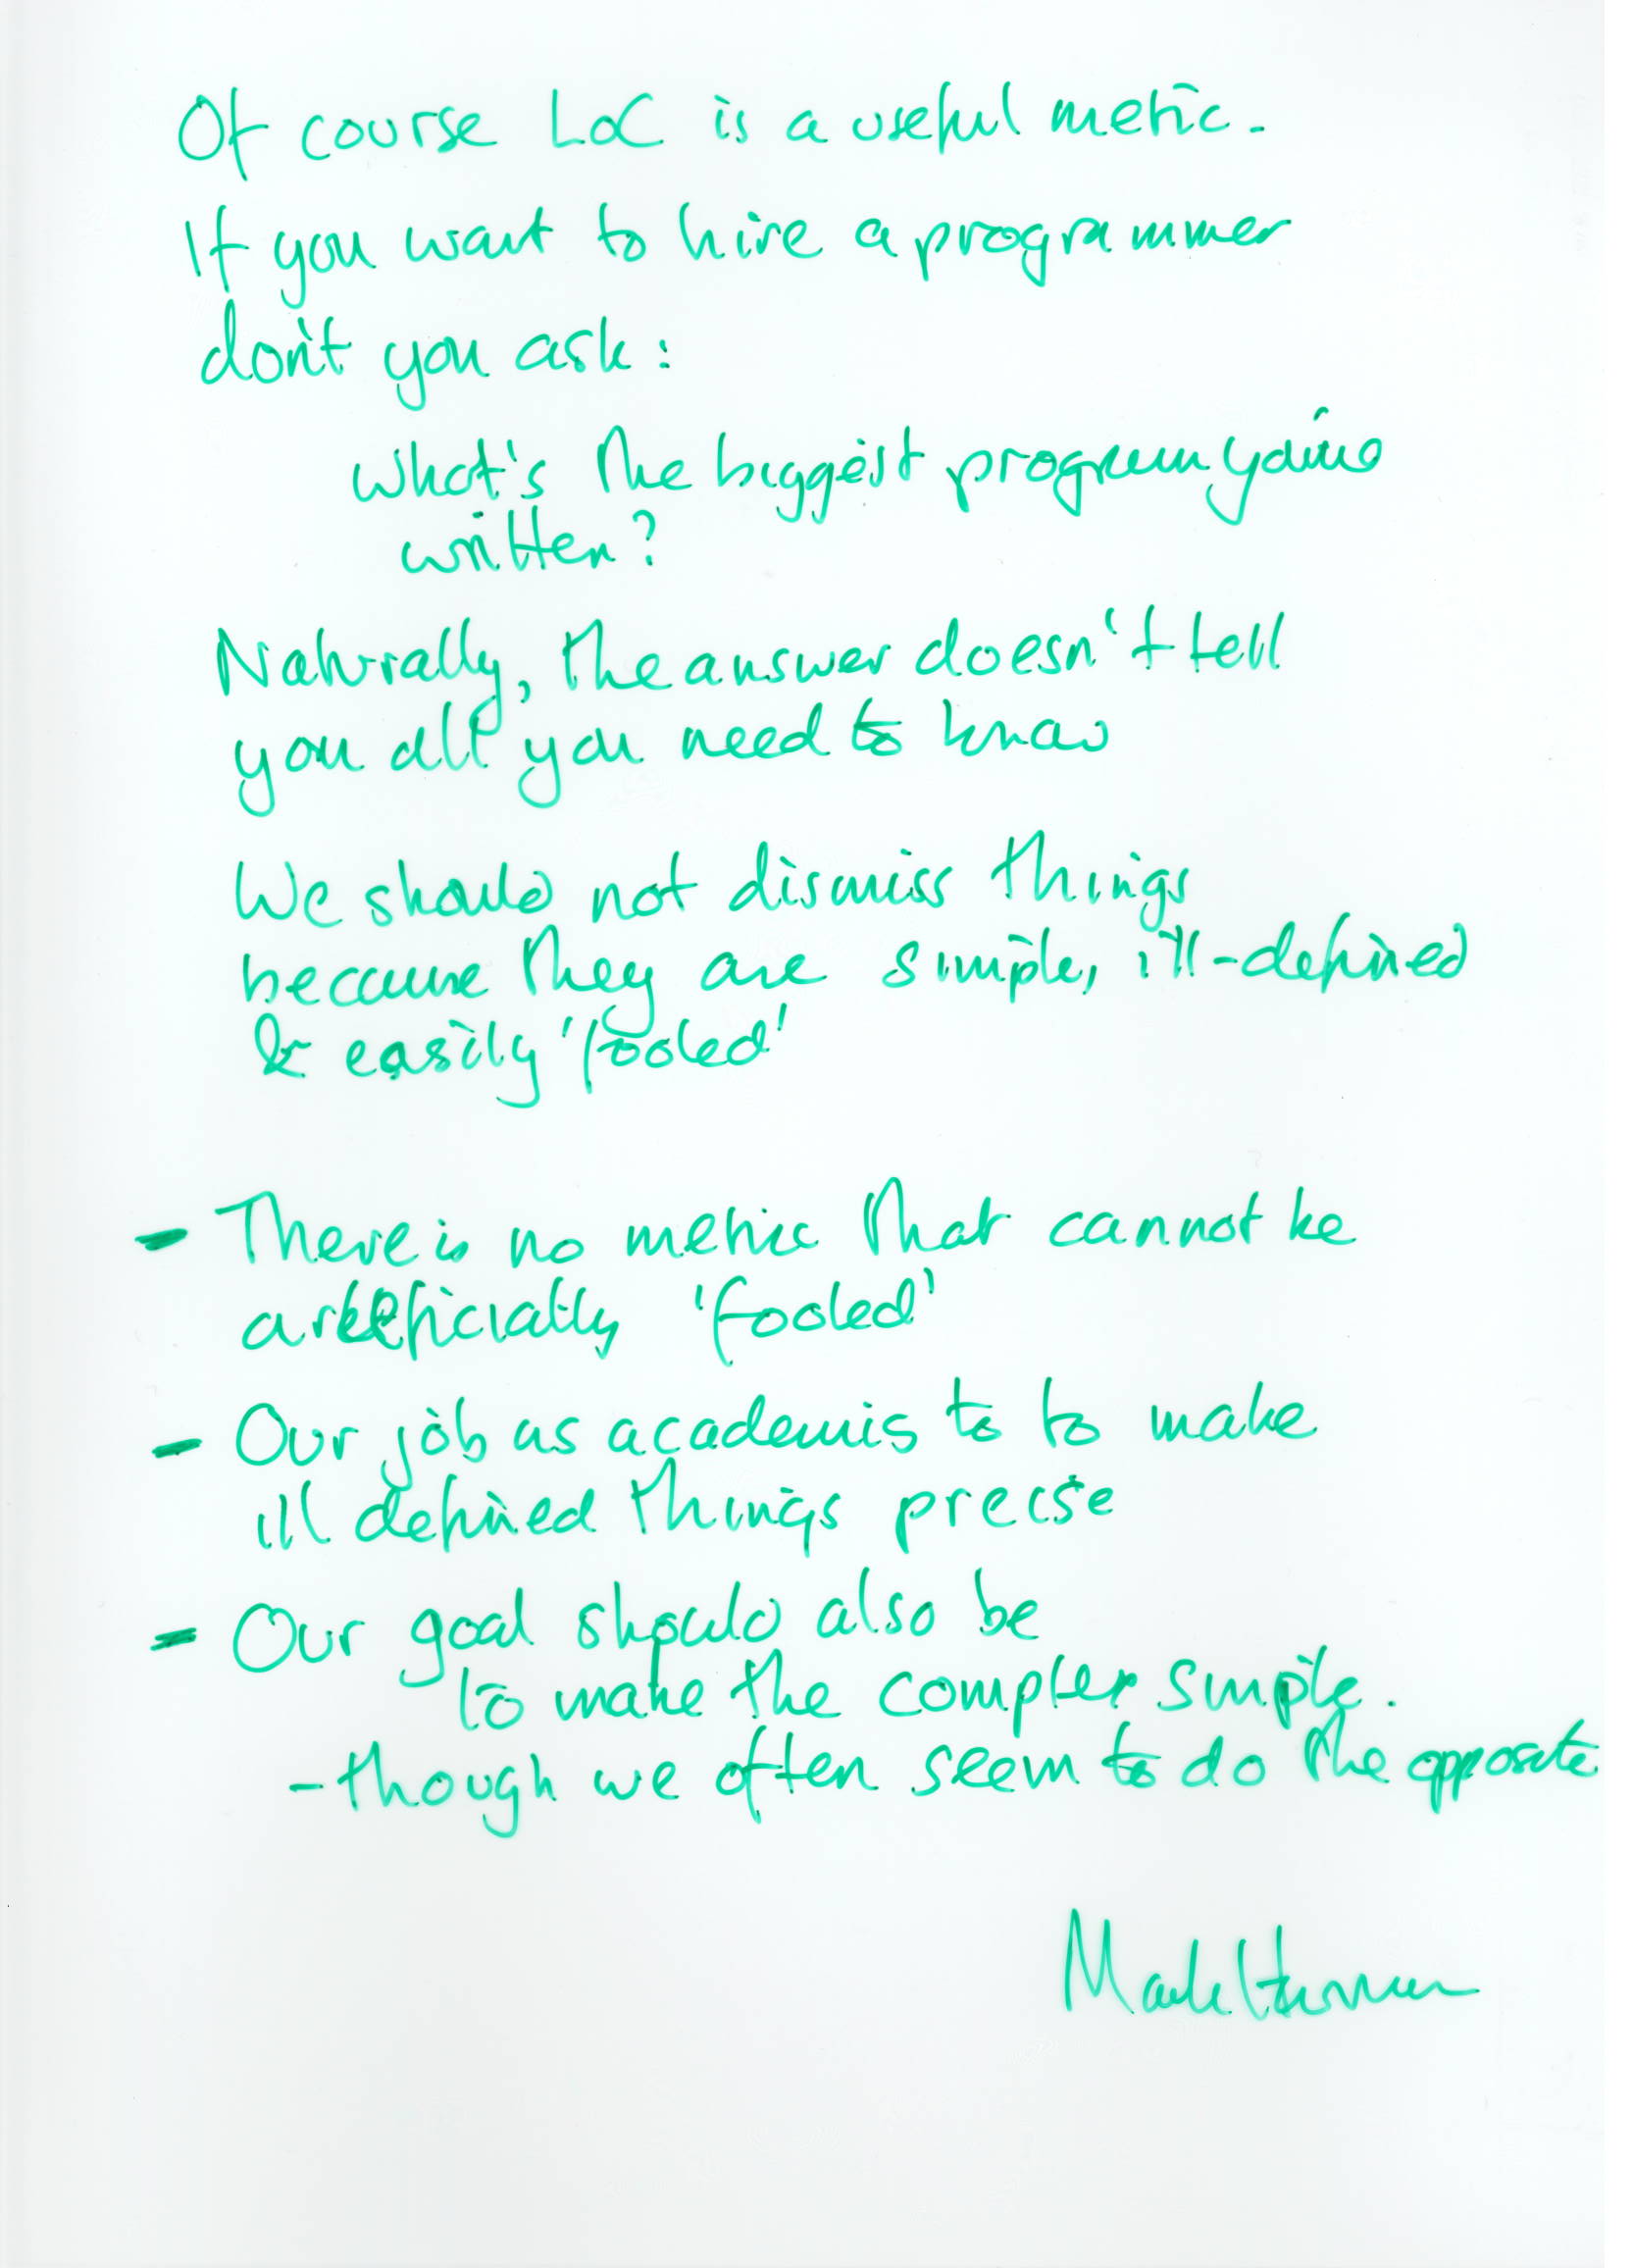 Of course LoC is a useful metric.
If you want to hire a programmer
don't you ask:
What's the biggest program you've
written?
Naturally, the answer doesn't tell
you all you need to know
We should not dismiss things
because they are simple, ill-defined
& easily 'fooled'
- There is no metric that cannot be
artificially 'fooled'
- Our job as academis to to make
ill defined things precise
- Our goal should also be
to make the complex simple.
- though we often seem to do the opposite
Mark Harman